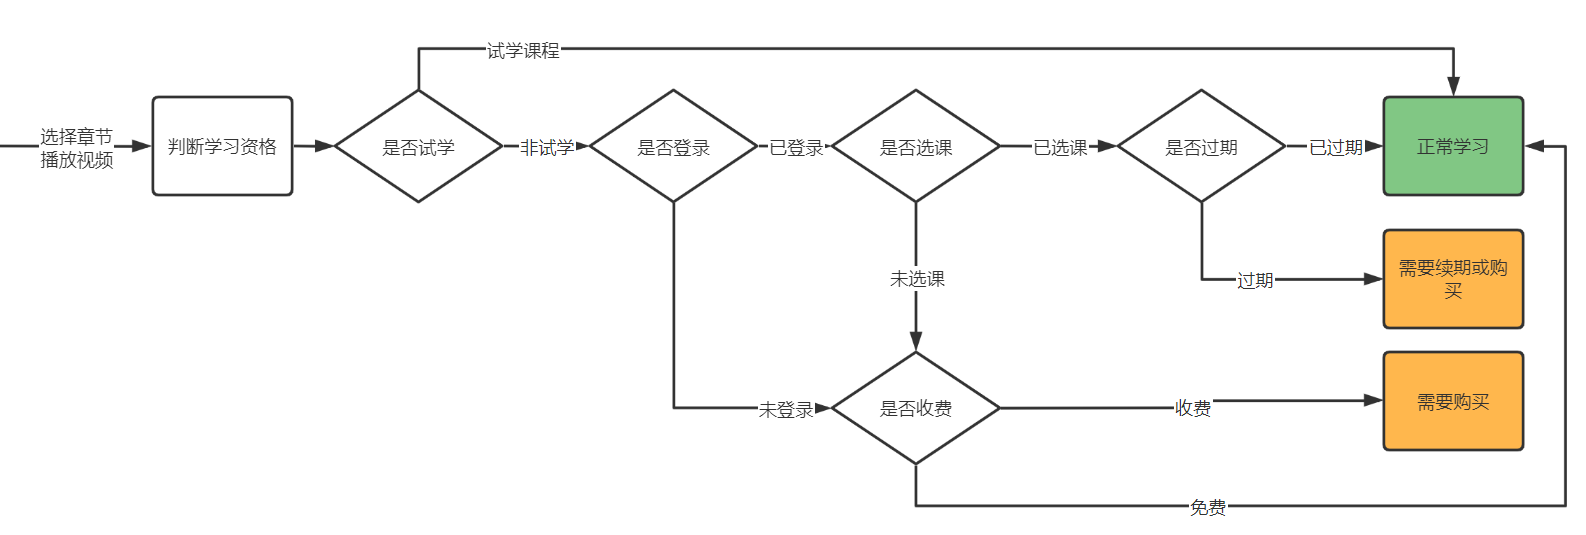 试学课程
选择章节
播放视频
判断学习资格
是否试学
非试学
是否登录
已登录
是否选课
已选课
是否过期
已过期
正常学习
未选课
过期
需要续期或购
买
未登录
是否收费
收费
需要购买
免费